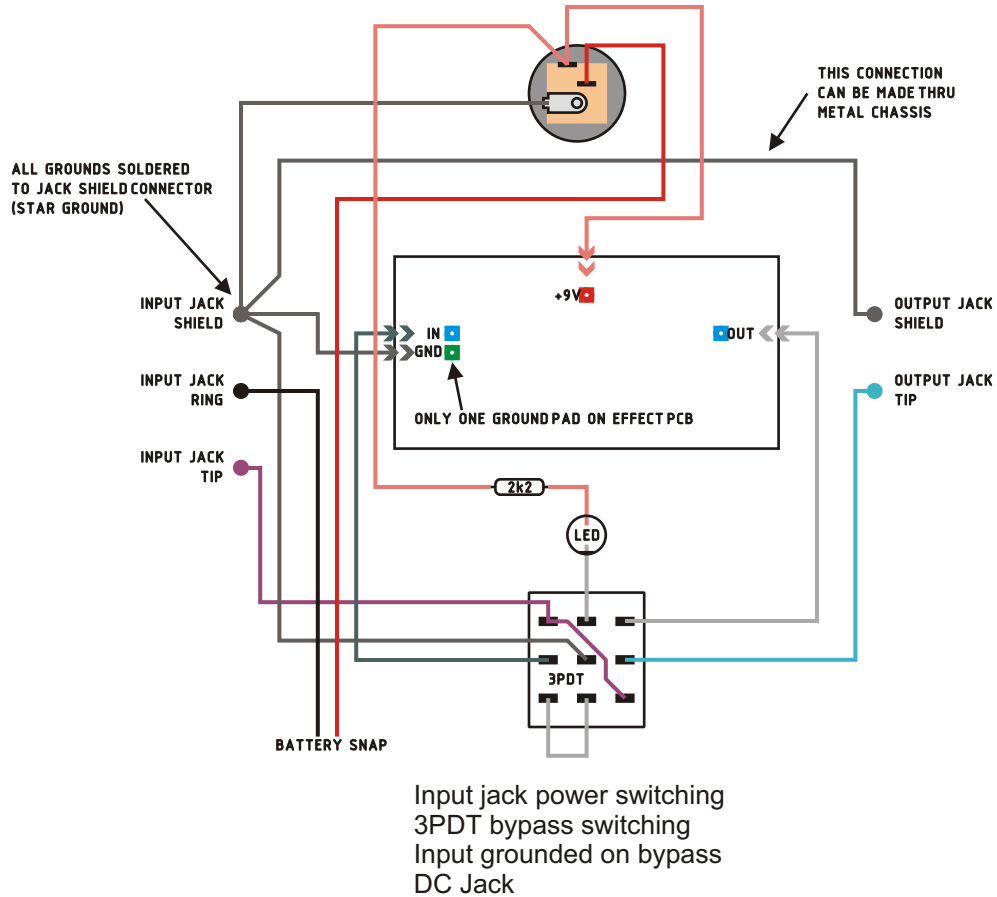 THIS CONNECTION
CAN BE MADE THRU
METAL CHASSIS
ALL GROUNDS SOLDERED
TO JACK SHIELD CONNECTOR
(STAR GROUND)
+9V
INPUT JACK
SHIELD
OUTPUT JACK
SHIELD
IN
OUT
GND
INPUT JACK
RING
OUTPUT JACK
TIP
ONLY ONE GROUND PAD ON EFFECT PCB
INPUT JACK
TIP
2k2
LED
3PDT
BATTERY SNAP
Input jack power switching
3PDT bypass switching
Input grounded on bypass
DC Jack